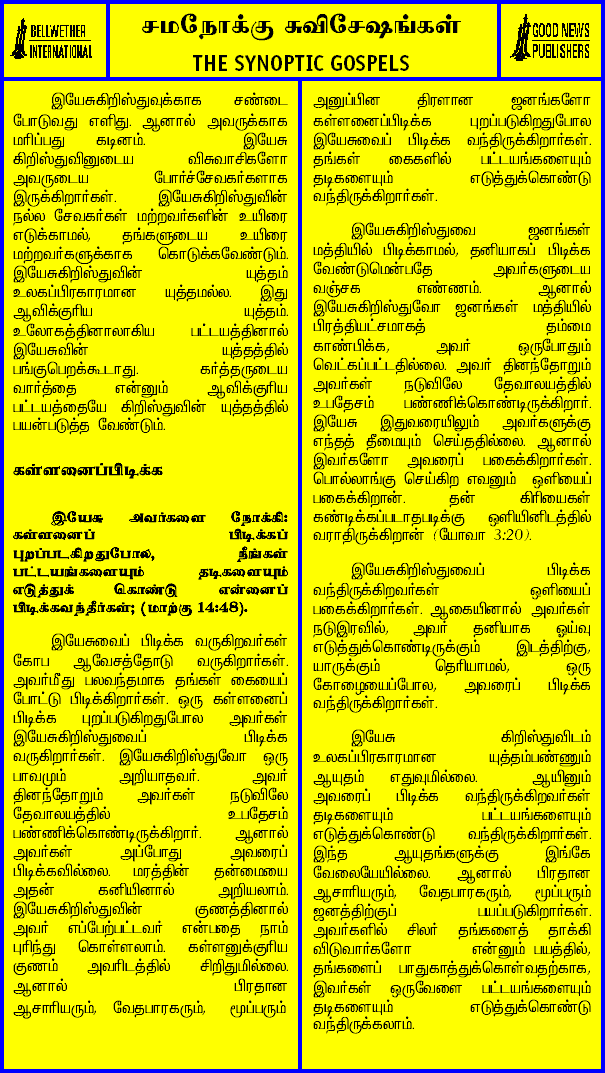 BELLWETHER
INTERNATIONAL
சமநோக்கு சுவிசேஷங்கள்
THE SYNOPTIC GOSPELS
GOOD NEWS
PUBLISHERS
இயேசுகிறிஸ்துவுக்காக சண்டை
போடுவது எளிது. ஆனால் அவருக்காக
மரிப்பது கடினம். இயேசு
கிறிஸ்துவினுடைய விசுவாசிகளோ
அவருடைய போர்ச்சேவகர்களாக
இருக்கிறார்கள். இயேசுகிறிஸ்துவின்
நல்ல சேவகர்கள் மற்றவர்களின் உயிரை
எடுக்காமல், தங்களுடைய உயிரை
மற்றவர்களுக்காக கொடுக்கவேண்டும்.
இயேசுகிறிஸ்துவின் யுத்தம்
உலகப்பிரகாரமான யுத்தமல்ல. இது
ஆவிக்குரிய யுத்தம்.
உலோகத்தினாலாகிய பட்டயத்தினால்
இயேசுவின் யுத்தத்தில்
பங்குபெறக்கூடாது. கர்த்தருடைய
வார்த்தை என்னும் ஆவிக்குரிய
பட்டயத்தையே கிறிஸ்துவின் யுத்தத்தில்
பயன்படுத்த வேண்டும்.
கள்ளனைப்பிடிக்க
இயேசு அவர்களை நோக்கி:
கள்ளனைப் பிடிக்கப்
புறப்படகிறதுபோல, நீங்கள்
பட்டயங்களையும் தடிகளையும்
எடுத்துக் கொண்டு என்னைப்
பிடிக்கவந்தீர்கள்; (மாற்கு 14:48).
இயேசுவைப் பிடிக்க வருகிறவர்கள்
கோப ஆவேசத்தோடு வருகிறார்கள்.
அவர்மீது பலவந்தமாக தங்கள் கையைப்
போட்டு பிடிக்கிறார்கள். ஒரு கள்ளனைப்
பிடிக்க புறப்படுகிறதுபோல அவர்கள்
இயேசுகிறிஸ்துவைப் பிடிக்க
வருகிறார்கள். இயேசுகிறிஸ்துவோ ஒரு
பாவமும் அறியாதவர். அவர்
தினந்தோறும் அவர்கள் நடுவிலே
தேவாலயத்தில் உபதேசம்
பண்ணிக்கொண்டிருக்கிறார். ஆனால்
அவர்கள் அப்போது அவரைப்
பிடிக்கவில்லை. மரத்தின் தன்மையை
அதன் கனியினால் அறியலாம்.
இயேசுகிறிஸ்துவின் குணத்தினால்
அவர் எப்பேற்பட்டவர் என்பதை நாம்
புரிந்து கொள்ளலாம். கள்ளனுக்குரிய
குணம் அவரிடத்தில் சிறிதுமில்லை.
ஆனால் பிரதான
ஆசாரியரும், வேதபாரகரும், மூப்பரும்
அனுப்பின திரளான ஜனங்களோ
கள்ளனைப்பிடிக்க புறப்படுகிறதுபோல
இயேசுவைப் பிடிக்க வந்திருக்கிறார்கள்.
தங்கள் கைகளில் பட்டயங்களையும்
தடிகளையும் எடுத்துக்கொண்டு
வந்திருக்கிறார்கள்.
இயேசுகிறிஸ்துவை ஜனங்கள்
மத்தியில் பிடிக்காமல், தனியாகப் பிடிக்க
வேண்டுமென்பதே அவர்களுடைய
வஞ்சக எண்ணம். ஆனால்
இயேசுகிறிஸ்துவோ ஜனங்கள் மத்தியில்
பிரத்தியட்சமாகத் தம்மை
காண்பிக்க, அவர் ஒருபோதும்
வெட்கப்பட்டதில்லை. அவர் தினந்தோறும்
அவர்கள் நடுவிலே தேவாலயத்தில்
உபதேசம் பண்ணிக்கொண்டிருக்கிறார்.
இயேசு இதுவரையிலும் அவர்களுக்கு
எந்தத் தீமையும் செய்ததில்லை. ஆனால்
இவர்களோ அவரைப் பகைக்கிறார்கள்.
பொல்லாங்கு செய்கிற எவனும் ஒளியைப்
பகைக்கிறான். தன் கிரியைகள்
கண்டிக்கப்படாதபடிக்கு ஒளியினிடத்தில்
வராதிருக்கிறான் (யோவா 3:20).
இயேசுகிறிஸ்துவைப் பிடிக்க
வந்திருக்கிறவர்கள் ஒளியைப்
பகைக்கிறார்கள். ஆகையினால் அவர்கள்
நடுஇரவில், அவர் தனியாக ஓய்வு
எடுத்துக்கொண்டிருக்கும் இடத்திற்கு,
யாருக்கும் தெரியாமல், ஒரு
கோழையைப்போல, அவரைப் பிடிக்க
வந்திருக்கிறார்கள்.
இயேசு கிறிஸ்துவிடம்
உலகப்பிரகாரமான யுத்தம்பண்ணும்
ஆயுதம் எதுவுமில்லை. ஆயினும்
அவரைப் பிடிக்க வந்திருக்கிறவர்கள்
தடிகளையும் பட்டயங்களையும்
எடுத்துக்கொண்டு வந்திருக்கிறார்கள்.
இந்த ஆயுதங்களுக்கு இங்கே
வேலையேயில்லை. ஆனால் பிரதான
ஆசாரியரும், வேதபாரகரும், மூப்பரும்
ஜனத்திற்குப் பயப்படுகிறார்கள்.
அவர்களில் சிலர் தங்களைத் தாக்கி
விடுவார்களோ என்னும் பயத்தில்,
தங்களைப் பாதுகாத்துக்கொள்வதற்காக,
இவர்கள் ஒருவேளை பட்டயங்களையும்
தடிகளையும் எடுத்துக்கொண்டு
வந்திருக்கலாம்.